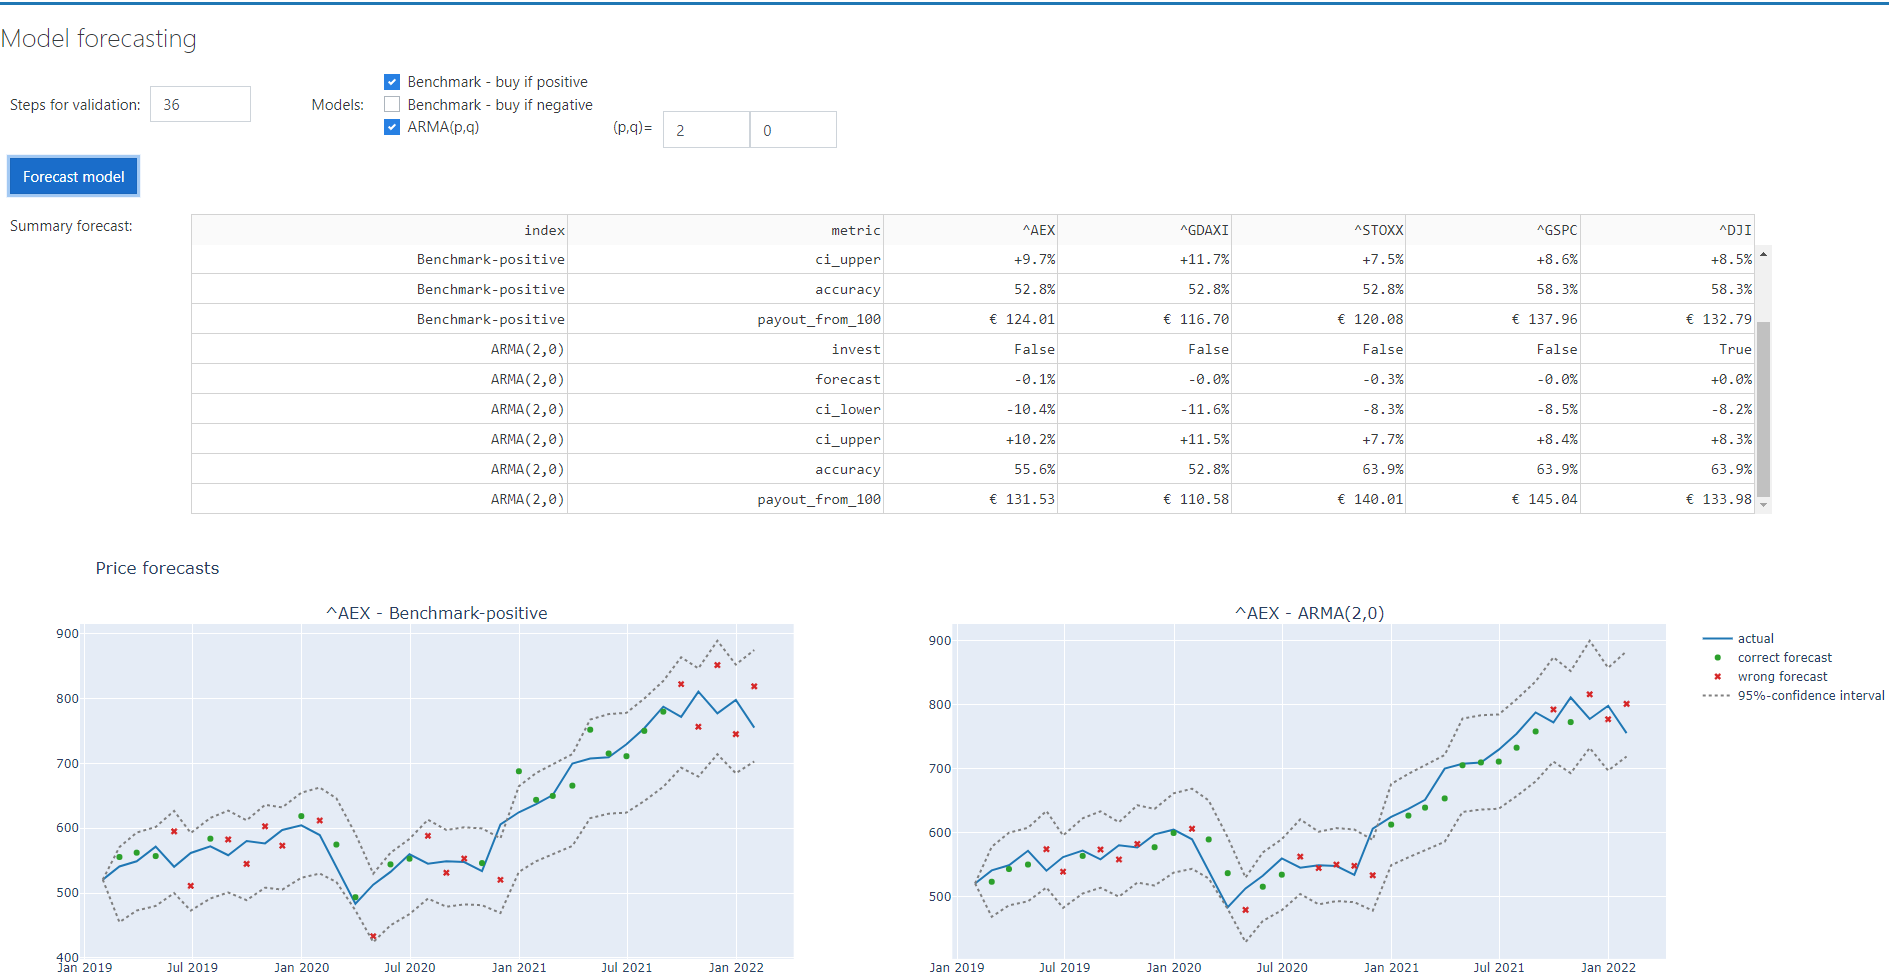 Model forecasting
Steps for validation: 36
Models:
Benchmark - buy if positive
Benchmark - buy if negative
ARMA(p,q)
(p,q)= 2 0
Forecast model
Summary forecast:
index metric ^AEX ^GDAXI ^STOXX ^GSPC ^DJI
Benchmark-positive ci_upper +9.7% +11.7% +7.5% +8.6% +8.5%
Benchmark-positive accuracy 52.8% 52.8% 52.8% 58.3% 58.3%
Benchmark-positive payout_from_100 € 124.01 € 116.70 € 120.08 € 137.96 € 132.79
ARMA(2,0) invest False False False False True
ARMA(2,0) forecast -0.1% -0.0% -0.3% -0.0% +0.0%
ARMA(2,0) ci_lower -10.4% -11.6% -8.3% -8.5% -8.2%
ARMA(2,0) ci_upper +10.2% +11.5% +7.7% +8.4% +8.3%
ARMA(2,0) accuracy 55.6% 52.8% 63.9% 63.9% 63.9%
ARMA(2,0) payout_from_100 € 131.53 € 110.58 € 140.01 € 145.04 € 133.98
Price forecasts
^AEX - Benchmark-positive
900
800
700
600
500
400
Jan 2019 Jul 2019 Jan 2020 Jul 2020 Jan 2021 Jul 2021 Jan 2022
^AEX - ARMA(2,0)
900
800
700
600
500
Jan 2019 Jul 2019 Jan 2020 Jul 2020 Jan 2021 Jul 2021 Jan 2022
actual
correct forecast
wrong forecast
95%-confidence interval